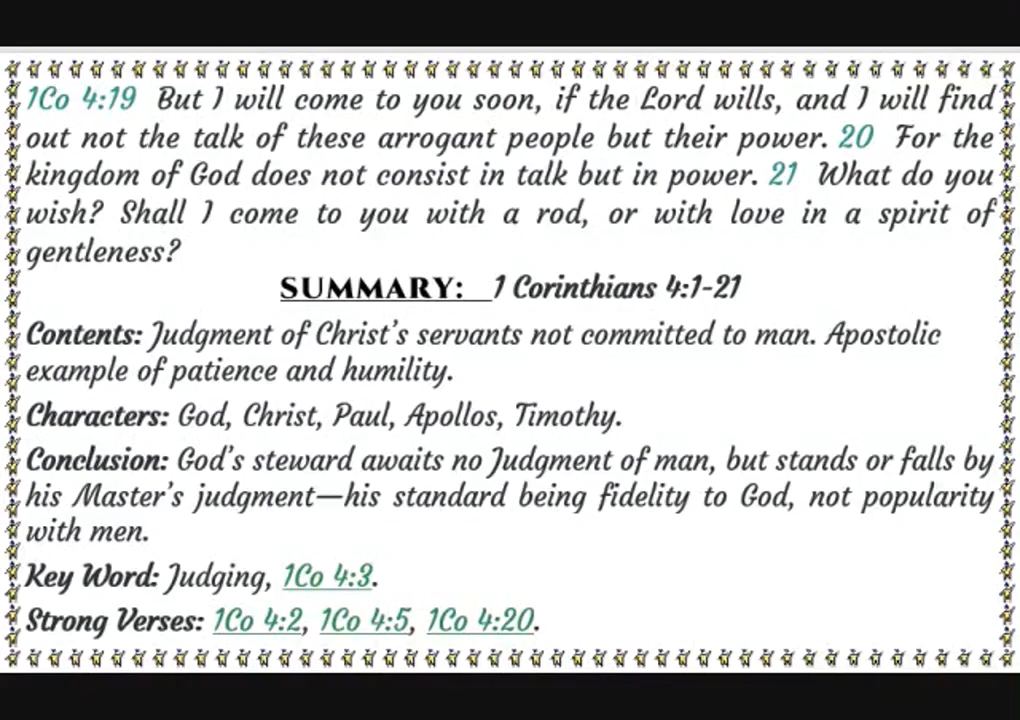 1Co 4:19 But I will come to you soon, if the Lord wills, and I will find
out not the talk of these arrogant people but their power. 20 For the
kingdom of God does not consist in talk but in power. 21 What do you
wish? Shall I come to you with a rod, or with love in a spirit of
gentleness?
SUMMARY: 1 Corinthians 4:1-21
Contents: Judgment of Christ's servants not committed to man. Apostolic
example of patience and humility.
Characters: God, Christ, Paul, Apollos, Timothy.
Conclusion: God's steward awaits no Judgment of man, but stands or falls by
his Master's judgment—his standard being fidelity to God, not popularity
with men.
Key Word: Judging, 1Co 4:3.
Strong Verses: 1Co 4:2, 1Co 4:5, 1Co 4:20.